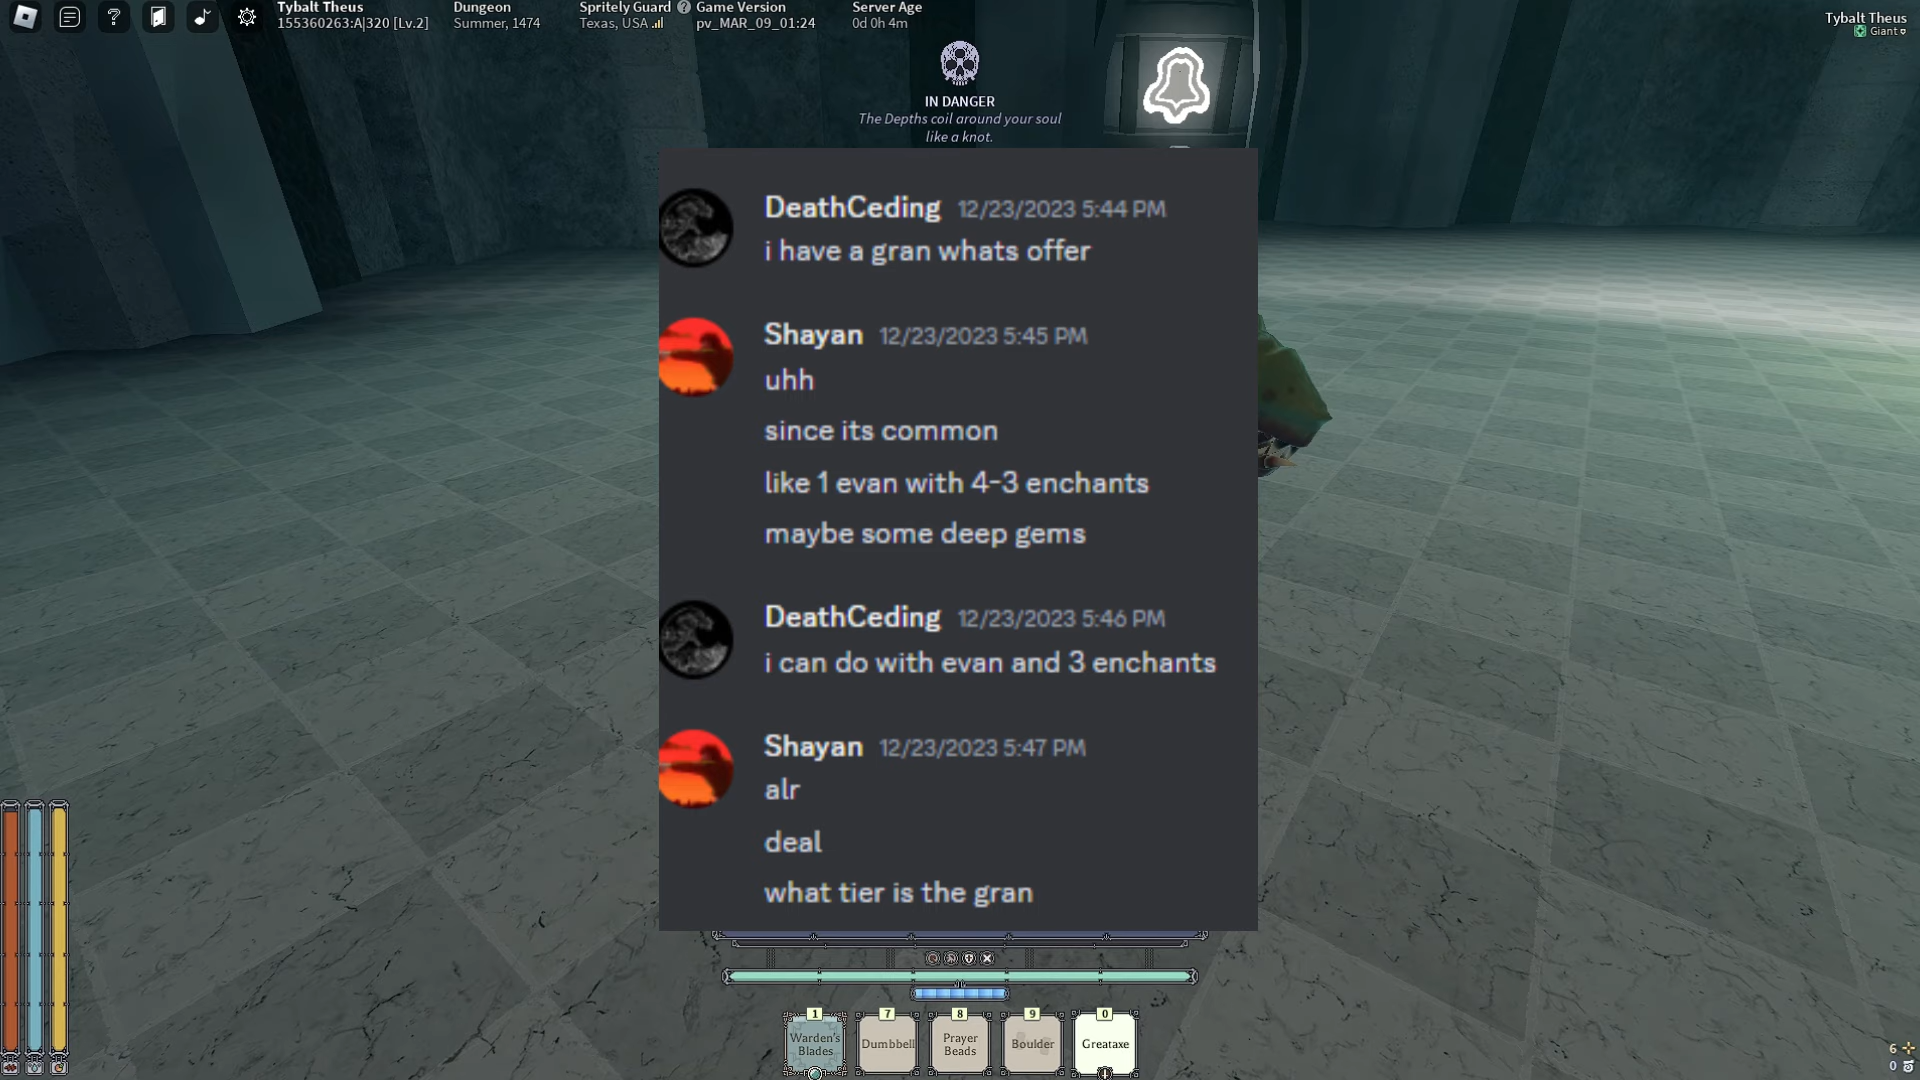 Tybalt Theus
155360263:A|320 [Lv.2]
Dungeon
Summer, 1474
Spritely Guard
Texas, USA
Game Version
pv_MAR_09_01:24
Server Age
0d 0h 4m
Tybalt Theus
Giant
IN DANGER
The Depths coil around your soul
like a knot.
DeathCeding 12/23/2023 5:44 PM
i have a gran whats offer
Shayan 12/23/2023 5:45 PM
uhh
since its common
like 1 evan with 4-3 enchants
maybe some deep gems
DeathCeding 12/23/2023 5:46 PM
i can do with evan and 3 enchants
Shayan 12/23/2023 5:47 PM
alr
deal
what tier is the gran
1
Warden's
Blades
7
Dumbbell
8
Prayer
Beads
9
Boulder
0
Greataxe
6
0